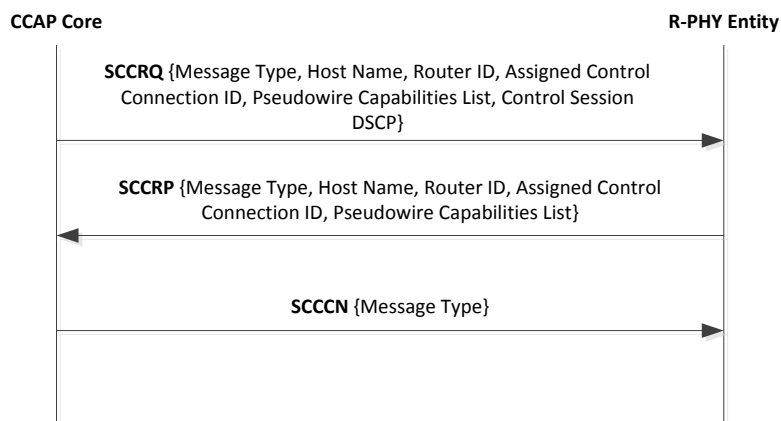 CCAP Core
R-PHY Entity
SCCRQ {Message Type, Host Name, Router ID, Assigned Control
Connection ID, Pseudowire Capabilities List, Control Session
DSCP}
SCCRP {Message Type, Host Name, Router ID, Assigned Control
Connection ID, Pseudowire Capabilities List}
SCCCN {Message Type}